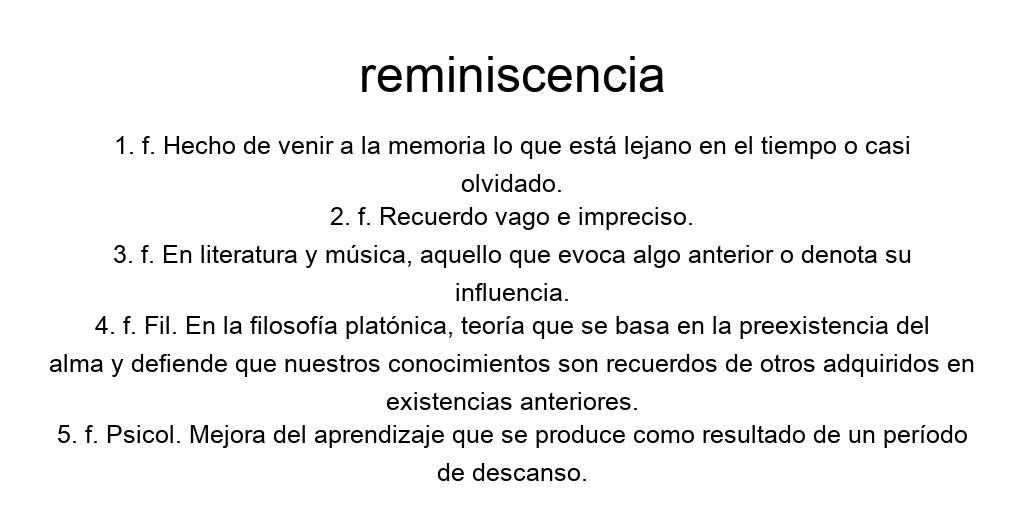 reminiscencia
1. f. Hecho de venir a la memoria lo que está lejano en el tiempo o casi
olvidado.
2. f. Recuerdo vago e impreciso.
3. f. En literatura y música, aquello que evoca algo anterior o denota su
influencia.
4. f. Fil. En la filosofía platónica, teoría que se basa en la preexistencia del
alma y defiende que nuestros conocimientos son recuerdos de otros adquiridos en
existencias anteriores.
5. f. Psicol. Mejora del aprendizaje que se produce como resultado de un período
de descanso.